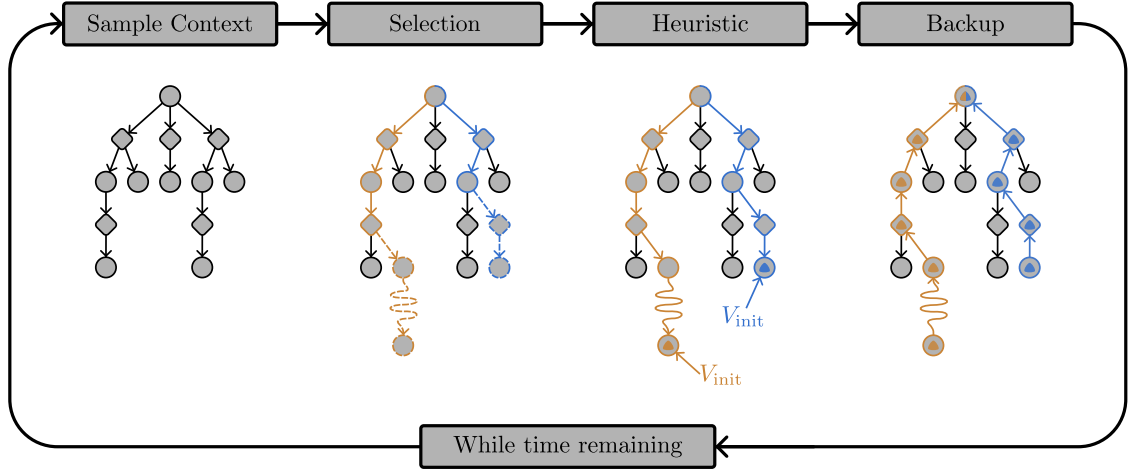 Sample Context
Selection
Heuristic
Backup
V_init
V_init
While time remaining